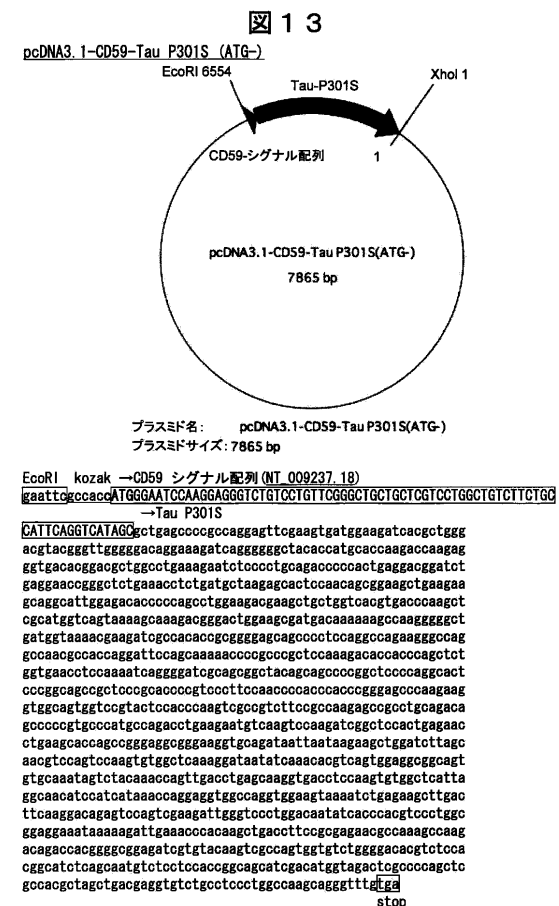 図１３
pcDNA3.1-CD59-Tau P301S (ATG-)
EcoRI 6554
Tau-P301S
XhoI 1
CD59-シグナル配列
1
pcDNA3.1-CD59-Tau P301S(ATG-)
7865 bp
プラスミド名: pcDNA3.1-CD59-Tau P301S(ATG-)
プラスミドサイズ: 7865 bp
EcoRI kozak →CD59 シグナル配列(NT_009237.18)
gaattcgccaccATGGGAATCCAAGGAGGGTCTGTCCTGTTCGGGCTGCTGCTCGTCCTGGCTGTCTTCTGC
→Tau P301S
CATTCAGGTCATAGCgctgagccccgccaggagttcgaagtgatggaagatcacgctggg
acgtacgggttgggggacaggaaagatcaggggggctacaccatgcaccaagaccaagag
ggtgacacggacgctggcctgaaagaatctcccctgcagacccccactgaggacggatct
gaggaaccgggctctgaaacctctgatgctaagagcactccaacagcggaagctgaagaa
gcaggcattggagacacccccagcctggaagacgaagctgctggtcacgtgacccaagct
cgcatggtcagtaaaagcaaagacgggactggaagcgatgacaaaaaagccaagggggct
gatggtaaaacgaagatcgccacaccgcggggagcagcccctccaggccagaagggccag
gccaacgccaccaggattccagcaaaaaccccgcccgctccaaagacaccacccagctct
ggtgaacctccaaaatcaggggatcgcagcggctacagcagccccggctccccaggcact
cccggcagccgctcccgcaccccgtcccttccaaccccacccacccgggagcccaagaag
gtggcagtggtccgtactccacccaagtcgccgtcttccgccaagagccgcctgcagaca
gcccccgtgcccatgccagacctgaagaatgtcaagtccaagatcggctccactgagaac
ctgaagcaccagccgggaggcgggaaggtgcagataattaataagaagctggatcttagc
aacgtccagtccaagtgtggctcaaaggataatatcaaacacgtcagtggaggcggcagt
gtgcaaatagtctacaaaccagttgacctgagcaaggtgacctccaagtgtggctcatta
ggcaacatccatcataaaccaggaggtggccaggtggaagtaaaatctgagaagcttgac
ttcaaggacagagtccagtcgaagattgggtccctggacaatatcacccacgtccctggc
ggaggaaataaaaagattgaaacccacaagctgaccttccgcgagaacgccaaagccaag
acagaccacggggcggagatcgtgtacaagtcgccagtggtgtctggggacacgtctcca
cggcatctcagcaatgtctcctccaccggcagcatcgacatggtagactcgccccagctc
gccacgctagctgacgaggtgtctgcctccctggccaagcagggtttgtga
stop